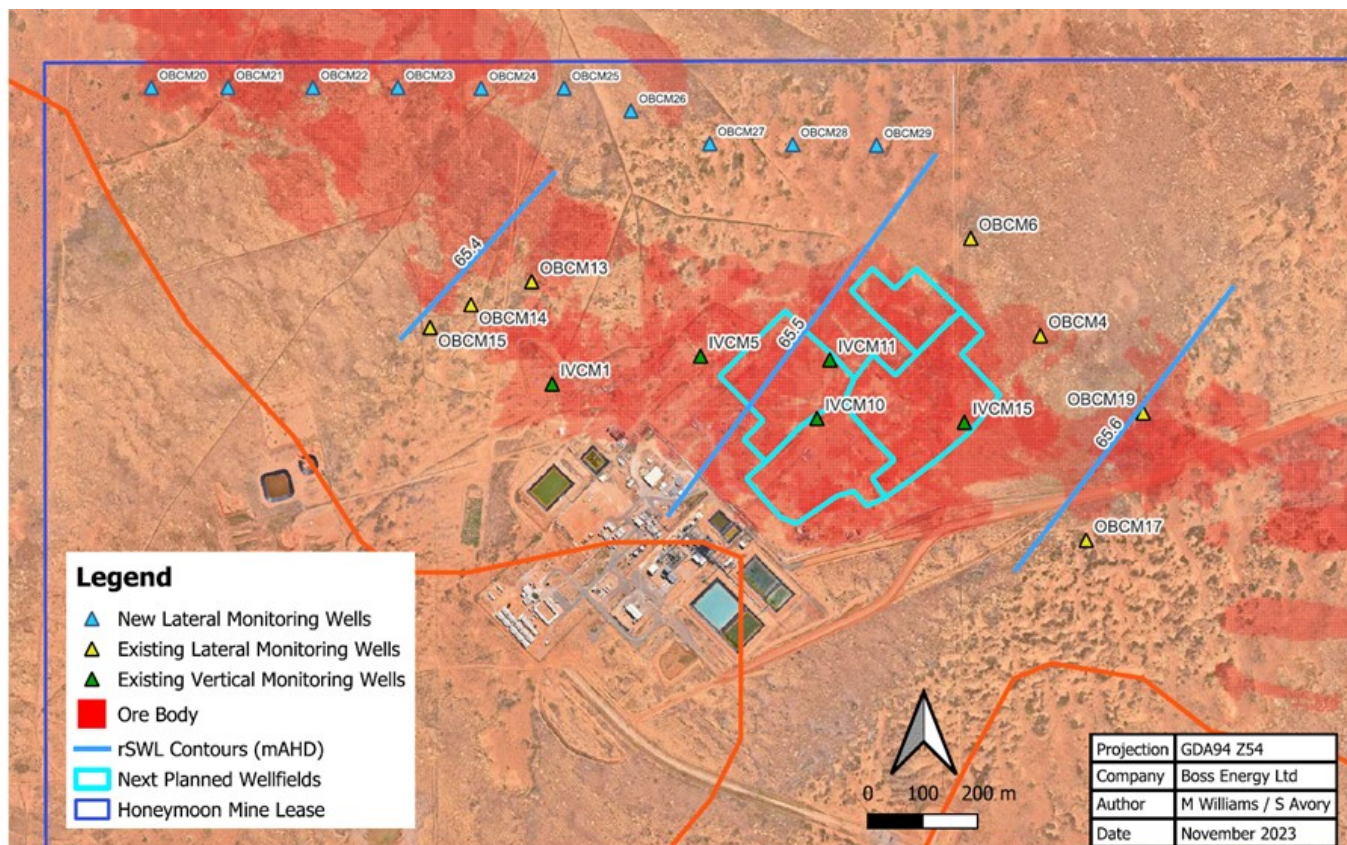 OBCM20
OBCM21
OBCM22
OBCM23
OBCM24
OBCM25
OBCM26
OBCM27
OBCM28
OBCM29
65.4
OBCM13
OBCM14
OBCM15
OBCM6
65.5
IVCM5
IVCM11
OBCM4
IVCM1
IVCM10
IVCM15
OBCM19
65.6
OBCM17
Legend
New Lateral Monitoring Wells
Existing Lateral Monitoring Wells
Existing Vertical Monitoring Wells
Ore Body
rSWL Contours (mAHD)
Next Planned Wellfields
Honeymoon Mine Lease
0 100 200 m
Projection GDA94 Z54
Company Boss Energy Ltd
Author M Williams / S Avory
Date November 2023